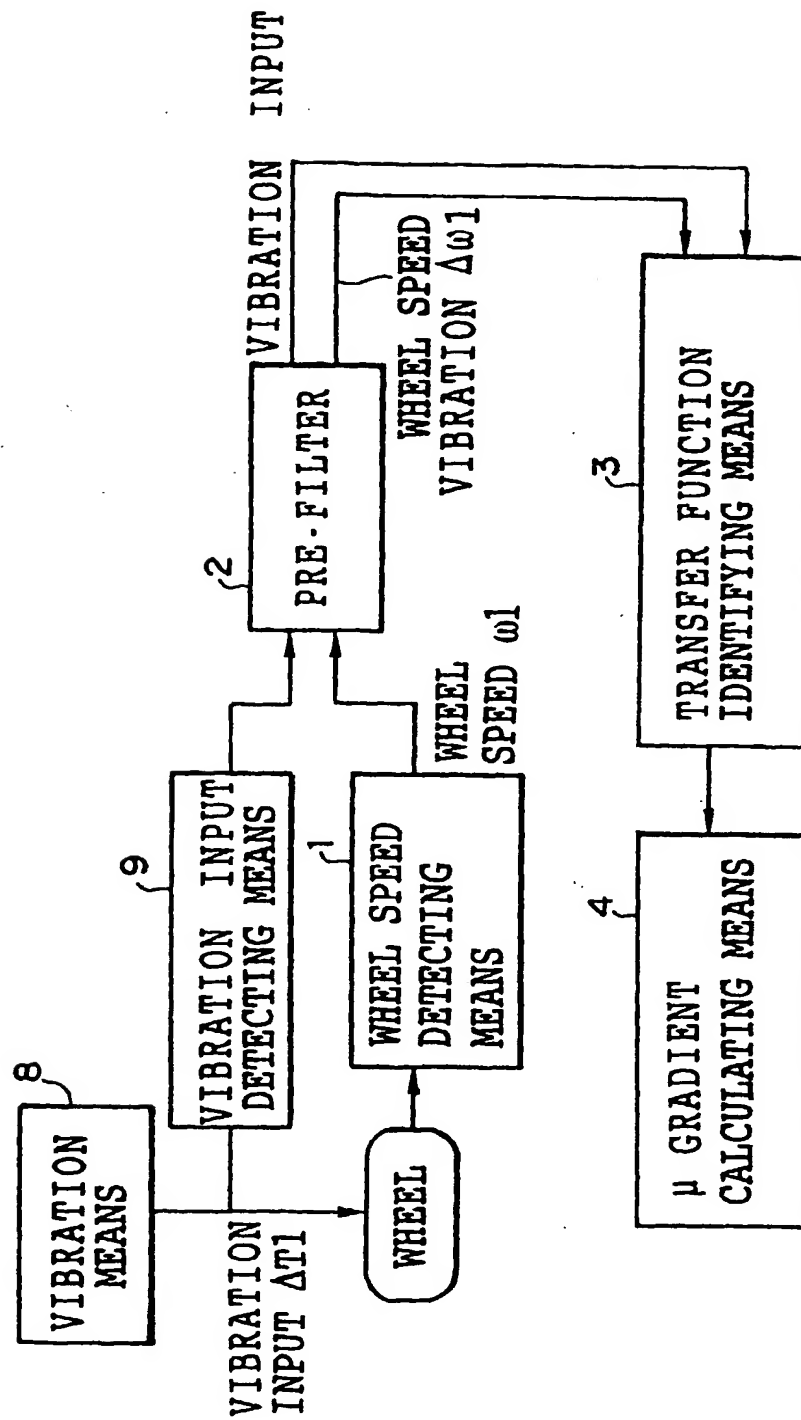 8
VIBRATION
MEANS
VIBRATION
INPUT ΔT1
9
VIBRATION INPUT
DETECTING MEANS
WHEEL
1
WHEEL SPEED
DETECTING
MEANS
WHEEL
SPEED ω1
2
PRE-FILTER
VIBRATION INPUT
WHEEL SPEED
VIBRATION Δω1
3
TRANSFER FUNCTION
IDENTIFYING MEANS
4
μ GRADIENT
CALCULATING MEANS